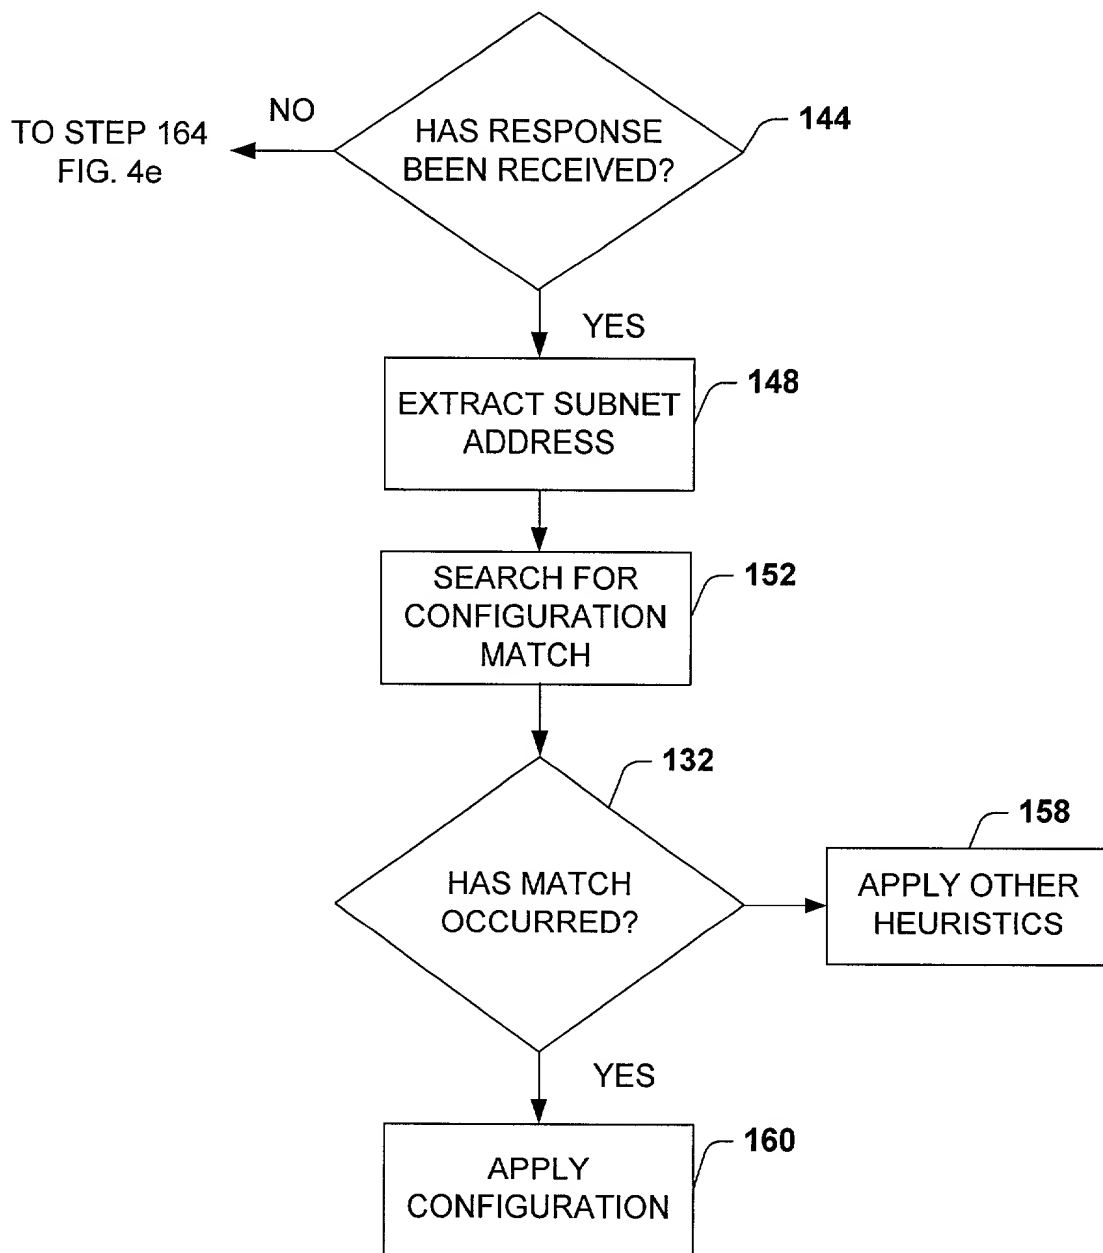 HAS RESPONSE
BEEN RECEIVED?
144
NO
TO STEP 164
FIG. 4e
YES
EXTRACT SUBNET
ADDRESS
148
SEARCH FOR
CONFIGURATION
MATCH
152
HAS MATCH
OCCURRED?
132
APPLY OTHER
HEURISTICS
158
YES
APPLY
CONFIGURATION
160